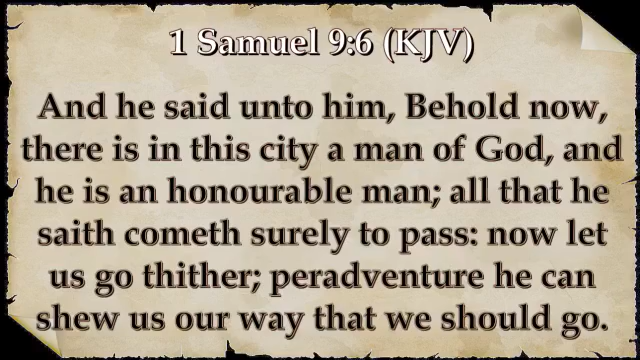 1 Samuel 9:6 (KJV)
And he said unto him, Behold now,
there is in this city a man of God, and
he is an honourable man; all that he
saith cometh surely to pass: now let
us go thither; peradventure he can
shew us our way that we should go.